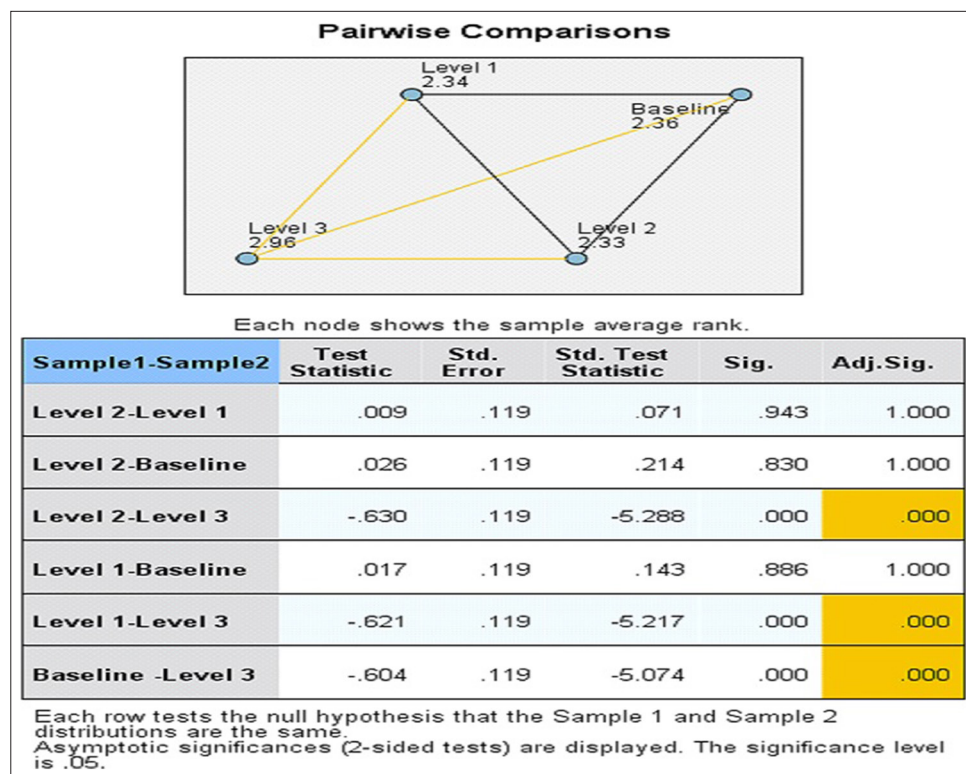 Pairwise Comparisons
Level 1
2.34
Baseline
2.36
Level 3
2.96
Level 2
2.33
Each node shows the sample average rank.
Sample1-Sample2 Test Statistic Std. Error Std. Test Statistic Sig. Adj.Sig.
Level 2-Level 1 .009 .119 .071 .943 1.000
Level 2-Baseline .026 .119 .214 .830 1.000
Level 2-Level 3 -.630 .119 -5.288 .000 .000
Level 1-Baseline .017 .119 .143 .886 1.000
Level 1-Level 3 -.621 .119 -5.217 .000 .000
Baseline -Level 3 -.604 .119 -5.074 .000 .000
Each row tests the null hypothesis that the Sample 1 and Sample 2
distributions are the same.
Asymptotic significances (2-sided tests) are displayed. The significance level
is .05.